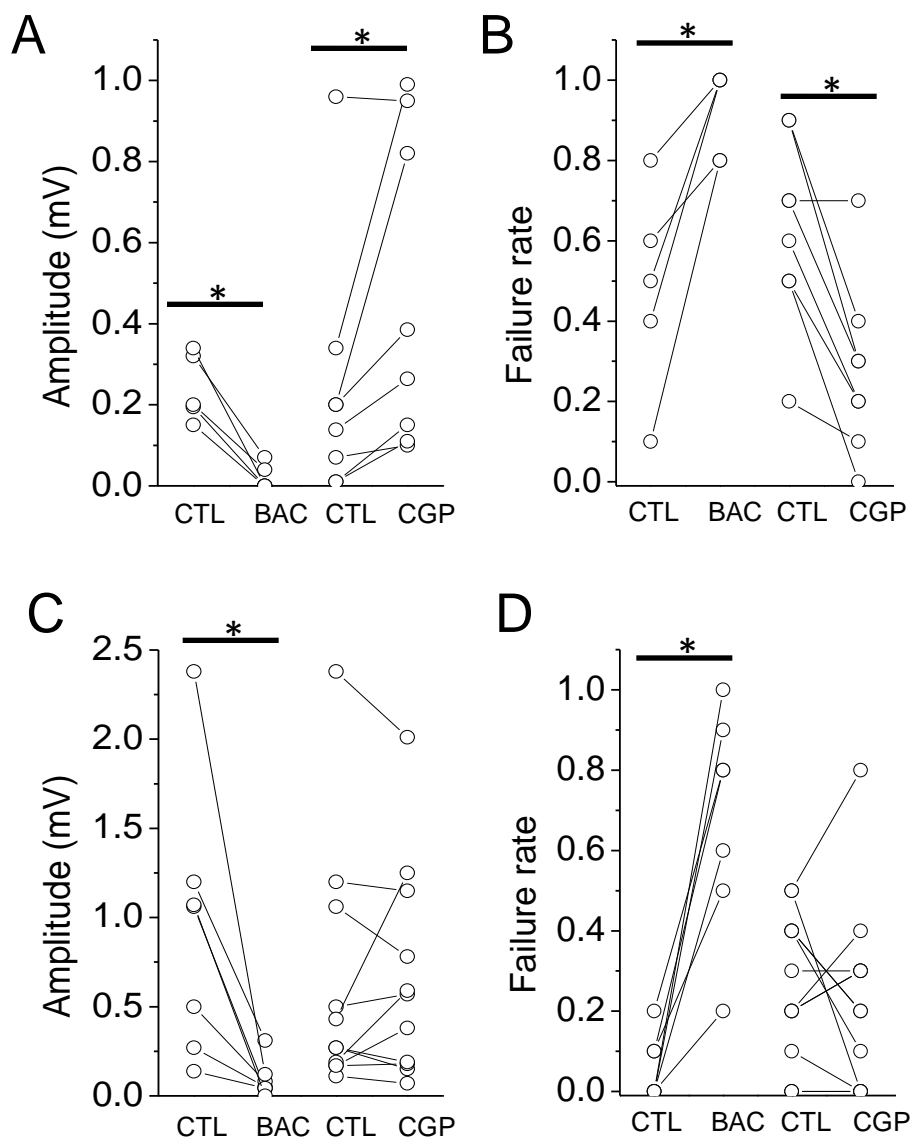 A
*
*
1.0
0.8
0.6
0.4
0.2
0.0
Amplitude (mV)
CTL BAC CTL CGP
B
*
*
1.0
0.8
0.6
0.4
0.2
0.0
Failure rate
CTL BAC CTL CGP
C
*
2.5
2.0
1.5
1.0
0.5
0.0
Amplitude (mV)
CTL BAC CTL CGP
D
*
1.0
0.8
0.6
0.4
0.2
0.0
Failure rate
CTL BAC CTL CGP